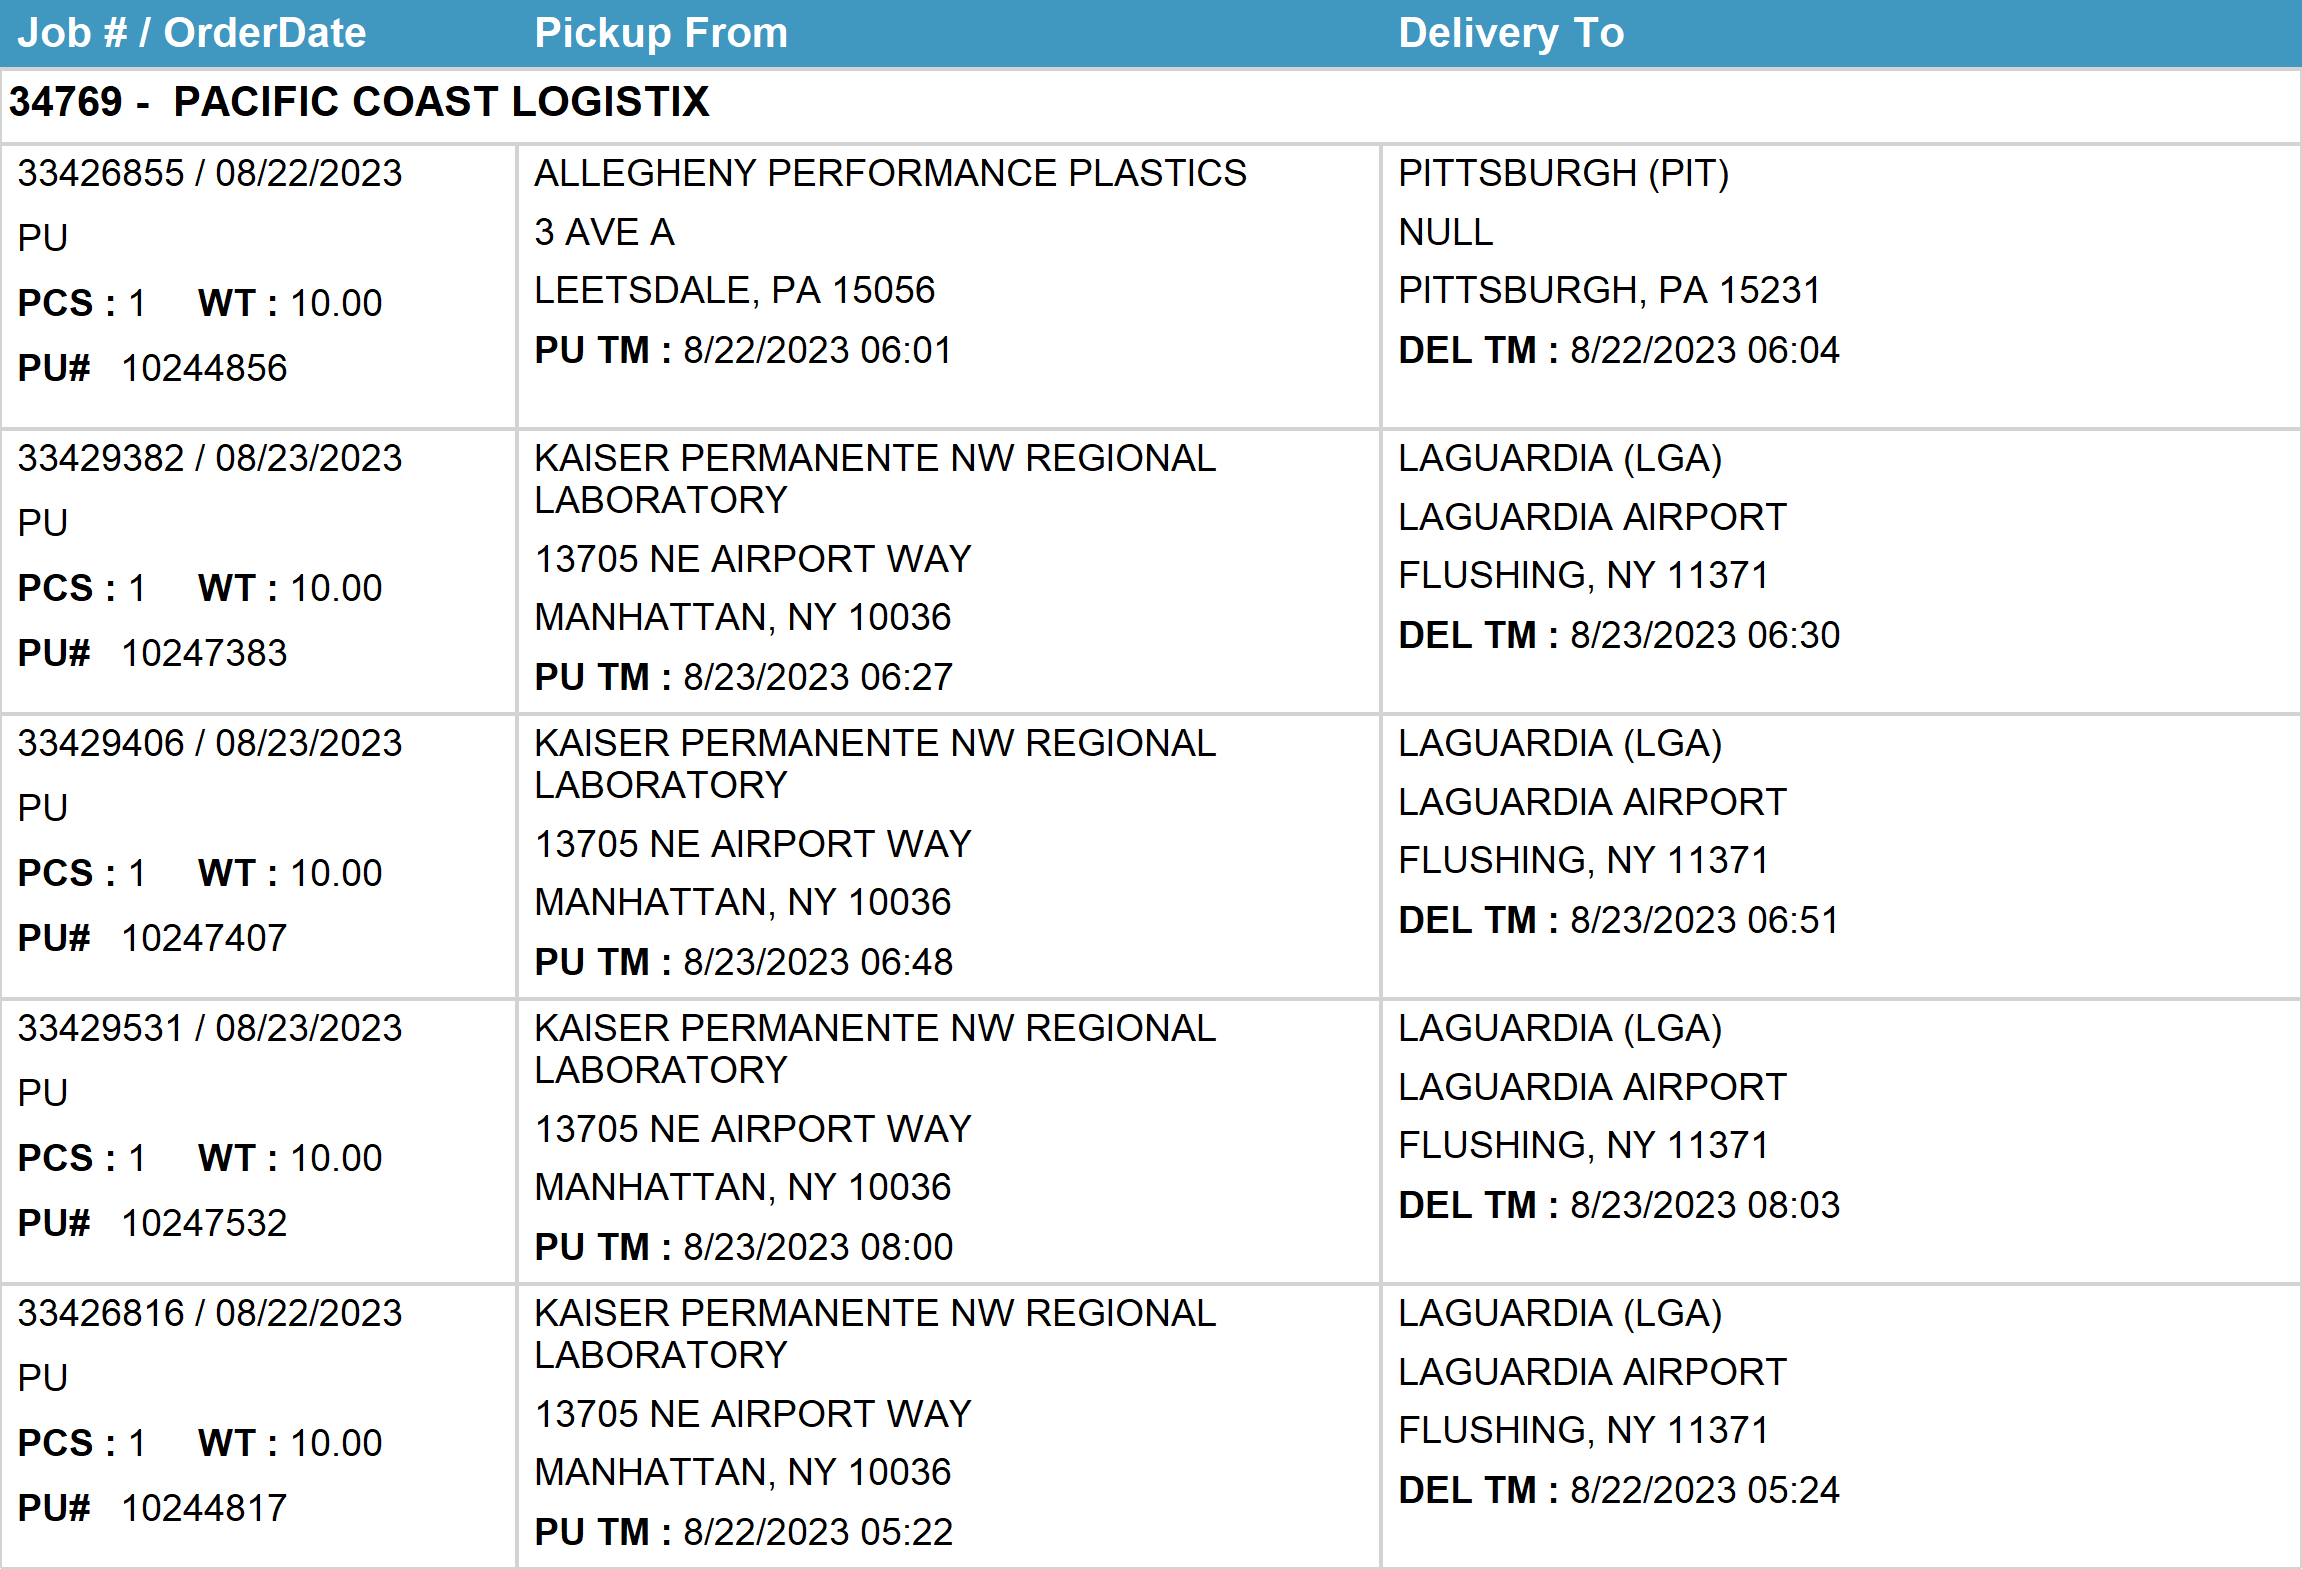 Job # / OrderDate Pickup From Delivery To
34769 - PACIFIC COAST LOGISTIX
33426855 / 08/22/2023
PU
PCS : 1 WT : 10.00
PU# 10244856
ALLEGHENY PERFORMANCE PLASTICS
3 AVE A
LEETSDALE, PA 15056
PU TM : 8/22/2023 06:01
PITTSBURGH (PIT)
NULL
PITTSBURGH, PA 15231
DEL TM : 8/22/2023 06:04
33429382 / 08/23/2023
PU
PCS : 1 WT : 10.00
PU# 10247383
KAISER PERMANENTE NW REGIONAL
LABORATORY
13705 NE AIRPORT WAY
MANHATTAN, NY 10036
PU TM : 8/23/2023 06:27
LAGUARDIA (LGA)
LAGUARDIA AIRPORT
FLUSHING, NY 11371
DEL TM : 8/23/2023 06:30
33429406 / 08/23/2023
PU
PCS : 1 WT : 10.00
PU# 10247407
KAISER PERMANENTE NW REGIONAL
LABORATORY
13705 NE AIRPORT WAY
MANHATTAN, NY 10036
PU TM : 8/23/2023 06:48
LAGUARDIA (LGA)
LAGUARDIA AIRPORT
FLUSHING, NY 11371
DEL TM : 8/23/2023 06:51
33429531 / 08/23/2023
PU
PCS : 1 WT : 10.00
PU# 10247532
KAISER PERMANENTE NW REGIONAL
LABORATORY
13705 NE AIRPORT WAY
MANHATTAN, NY 10036
PU TM : 8/23/2023 08:00
LAGUARDIA (LGA)
LAGUARDIA AIRPORT
FLUSHING, NY 11371
DEL TM : 8/23/2023 08:03
33426816 / 08/22/2023
PU
PCS : 1 WT : 10.00
PU# 10244817
KAISER PERMANENTE NW REGIONAL
LABORATORY
13705 NE AIRPORT WAY
MANHATTAN, NY 10036
PU TM : 8/22/2023 05:22
LAGUARDIA (LGA)
LAGUARDIA AIRPORT
FLUSHING, NY 11371
DEL TM : 8/22/2023 05:24